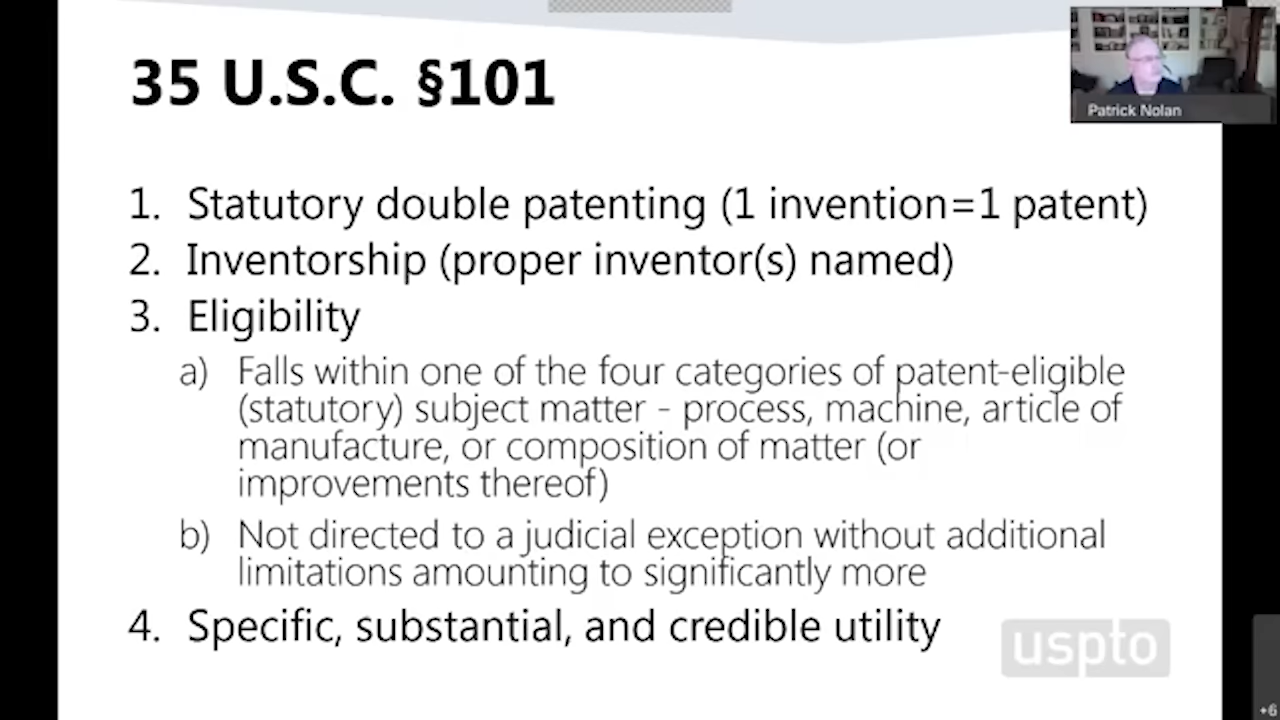 35 U.S.C. §101
Patrick Nolan
1. Statutory double patenting (1 invention=1 patent)
2. Inventorship (proper inventor(s) named)
3. Eligibility
a) Falls within one of the four categories of patent-eligible
(statutory) subject matter - process, machine, article of
manufacture, or composition of matter (or
improvements thereof)
b) Not directed to a judicial exception without additional
limitations amounting to significantly more
4. Specific, substantial, and credible utility
uspto
+6